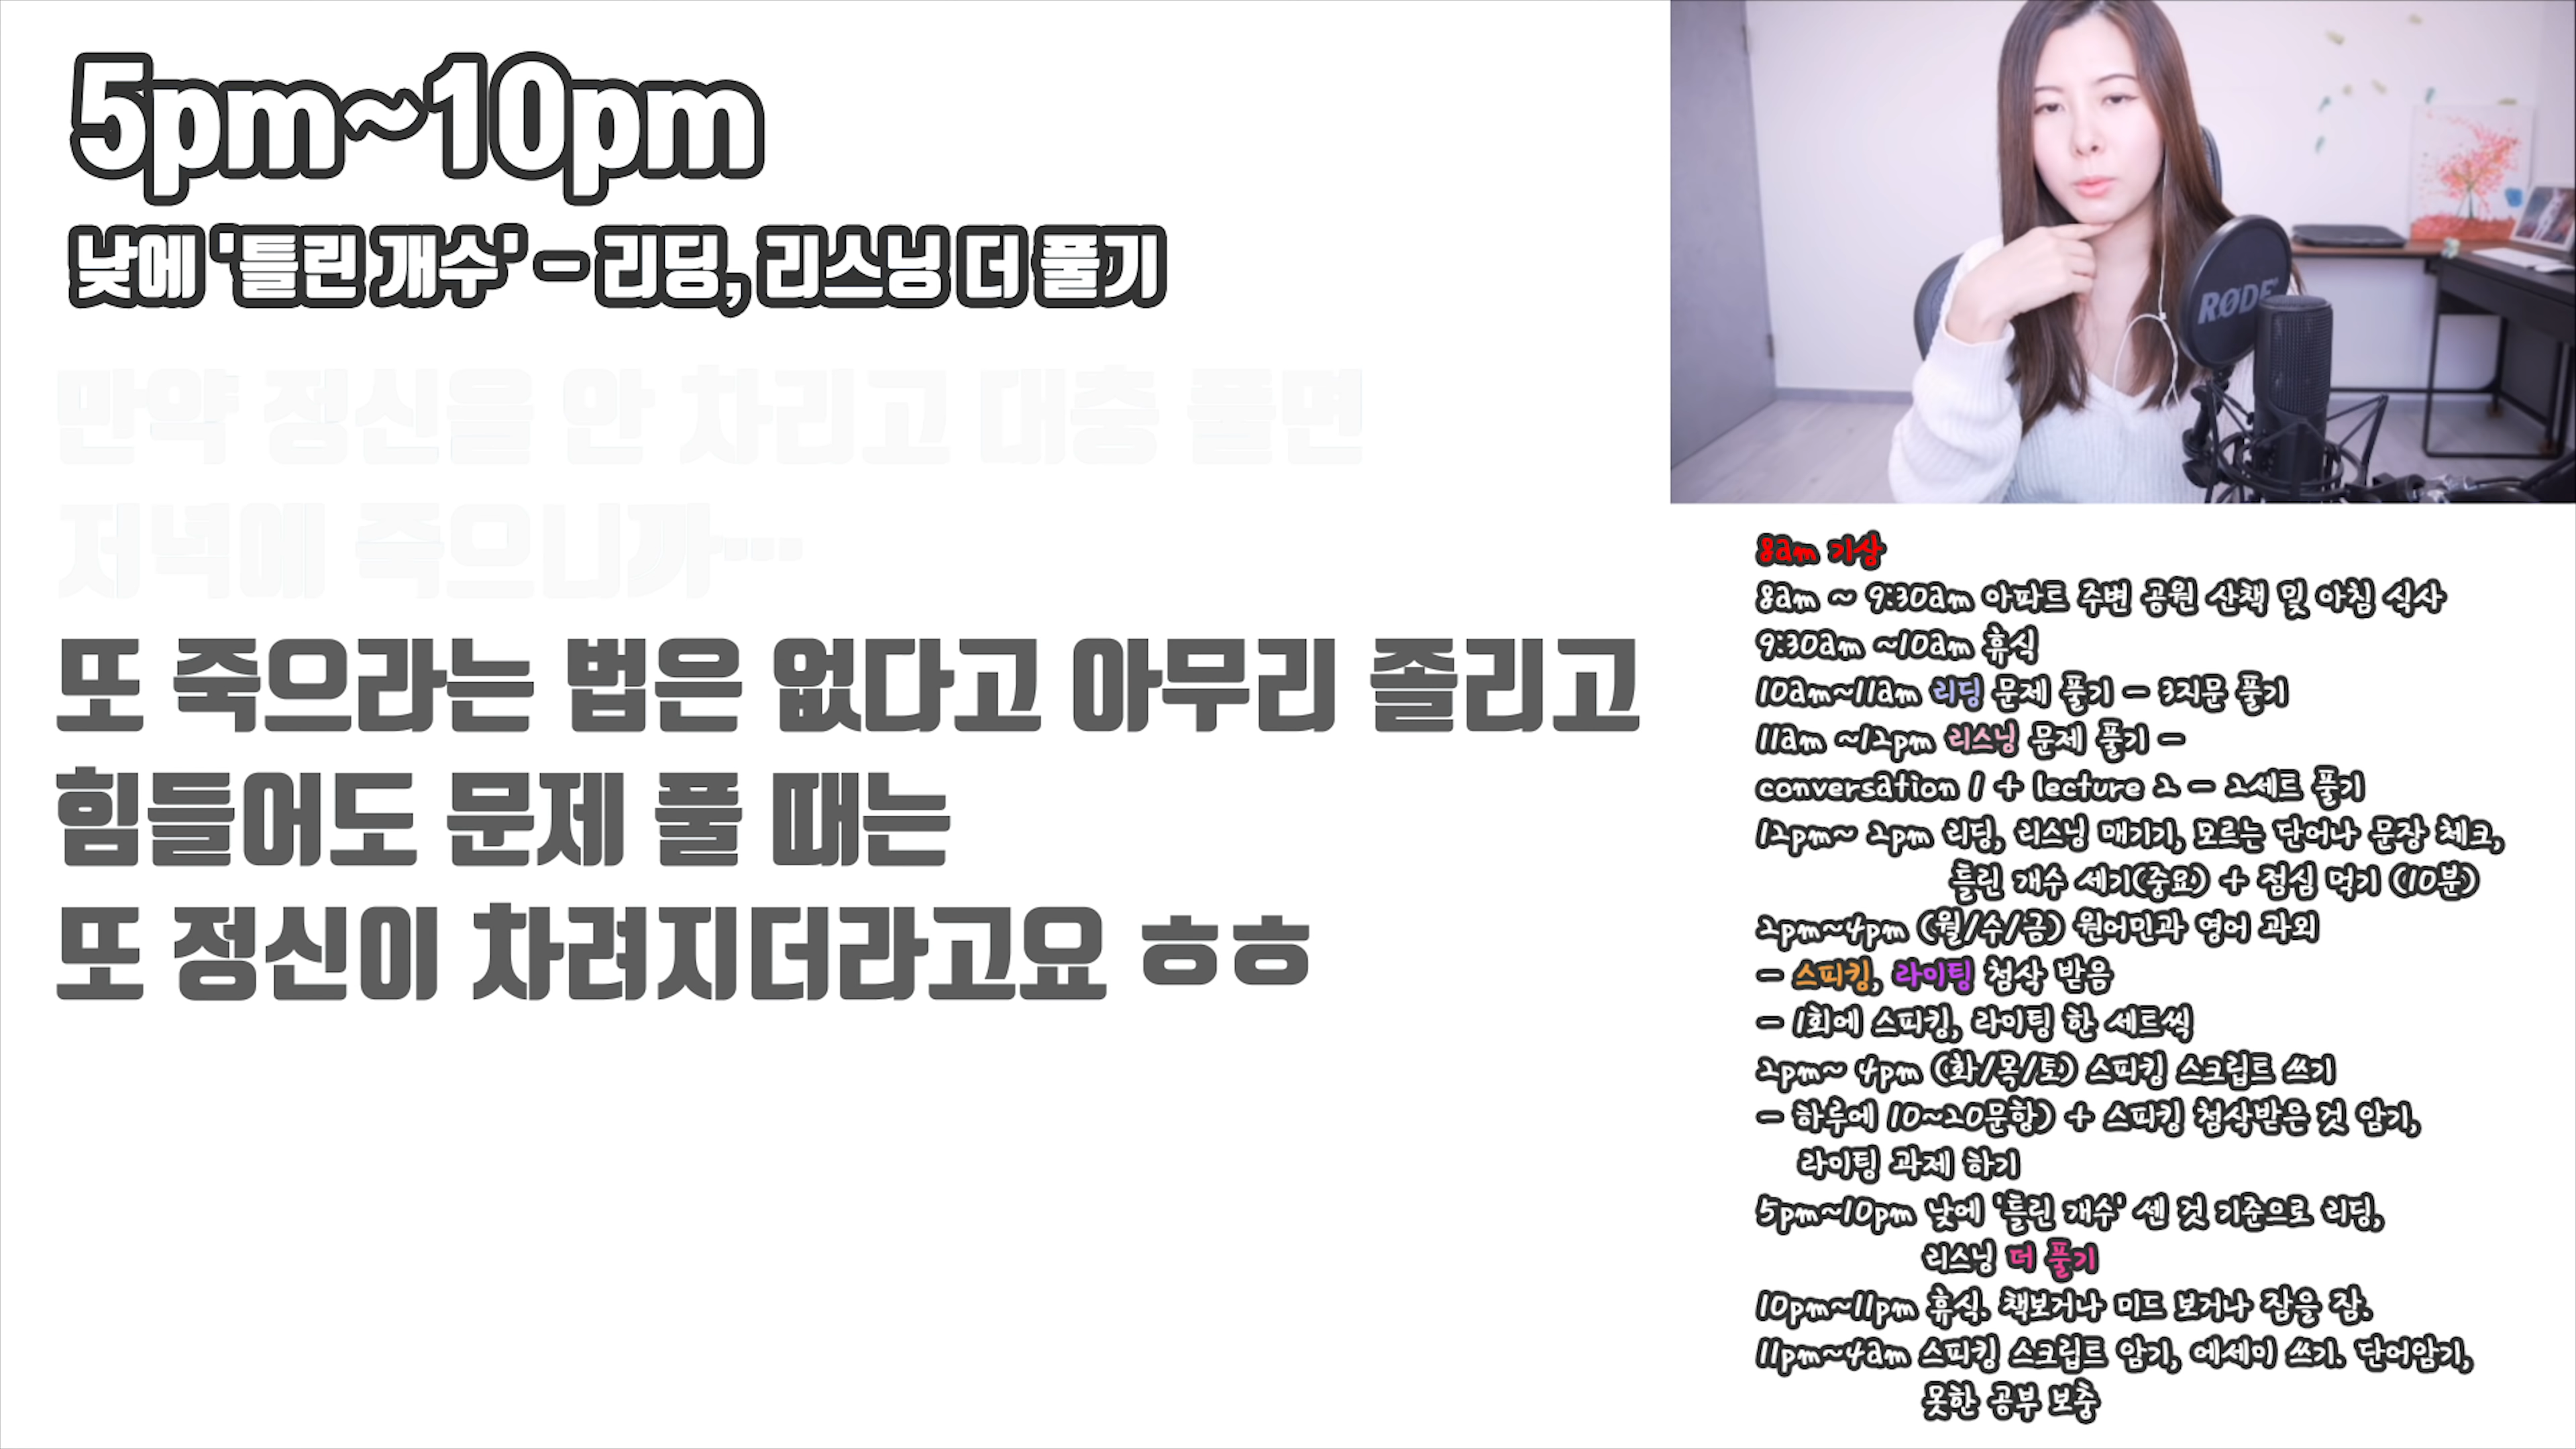 5pm~10pm
낮에 '틀린 개수' - 리딩, 리스닝 더 풀기
만약 정신을 안 차리고 대충 풀면
저녁에 죽으니까…
또 죽으라는 법은 없다고 아무리 졸리고
힘들어도 문제 풀 때는
또 정신이 차려지더라고요 ㅎㅎ
RØDE
8am 기상
8am ~ 9:30am 아파트 주변 공원 산책 및 아침 식사
9:30am ~10am 휴식
10am~11am 리딩 문제 풀기 - 3지문 풀기
11am ~12pm 리스닝 문제 풀기 -
conversation 1 + lecture 2 - 2세트 풀기
12pm~ 2pm 리딩, 리스닝 매기기, 모르는 단어나 문장 체크,
틀린 개수 세기(중요) + 점심 먹기 (10분)
2pm~4pm (월/수/금) 원어민과 영어 과외
- 스피킹, 라이팅 첨삭 받음
- 1회에 스피킹, 라이팅 한 세트씩
2pm~ 4pm (화/목/토) 스피킹 스크립트 쓰기
- 하루에 10~20문항) + 스피킹 첨삭받은 것 암기,
라이팅 과제 하기
5pm~10pm 낮에 '틀린 개수' 센 것 기준으로 리딩,
리스닝 더 풀기
10pm~11pm 휴식. 책보거나 미드 보거나 잠을 잠.
11pm~4am 스피킹 스크립트 암기, 에세이 쓰기. 단어암기,
못한 공부 보충